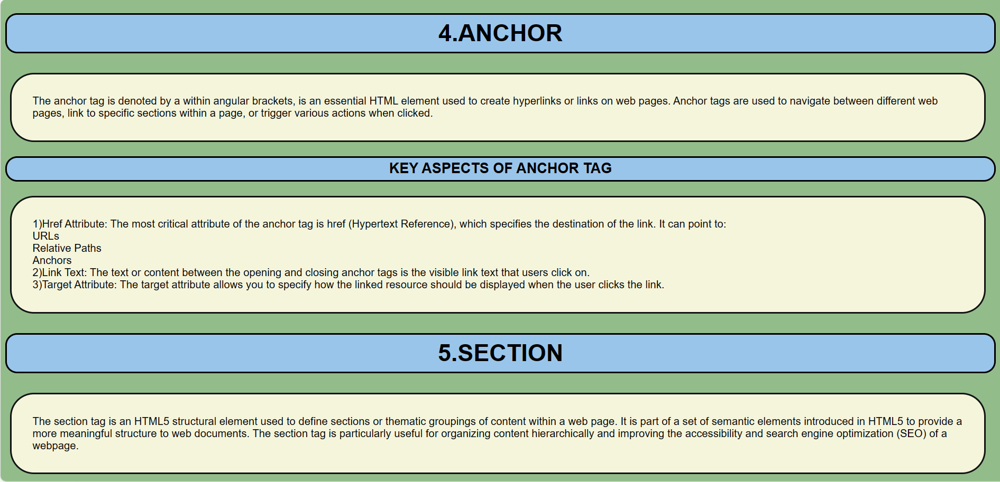 4.ANCHOR
The anchor tag is denoted by a within angular brackets, is an essential HTML element used to create hyperlinks or links on web pages. Anchor tags are used to navigate between different web
pages, link to specific sections within a page, or trigger various actions when clicked.
KEY ASPECTS OF ANCHOR TAG
1)Href Attribute: The most critical attribute of the anchor tag is href (Hypertext Reference), which specifies the destination of the link. It can point to:
URLs
Relative Paths
Anchors
2)Link Text: The text or content between the opening and closing anchor tags is the visible link text that users click on.
3)Target Attribute: The target attribute allows you to specify how the linked resource should be displayed when the user clicks the link.
5.SECTION
The section tag is an HTML5 structural element used to define sections or thematic groupings of content within a web page. It is part of a set of semantic elements introduced in HTML5 to provide a
more meaningful structure to web documents. The section tag is particularly useful for organizing content hierarchically and improving the accessibility and search engine optimization (SEO) of a
webpage.